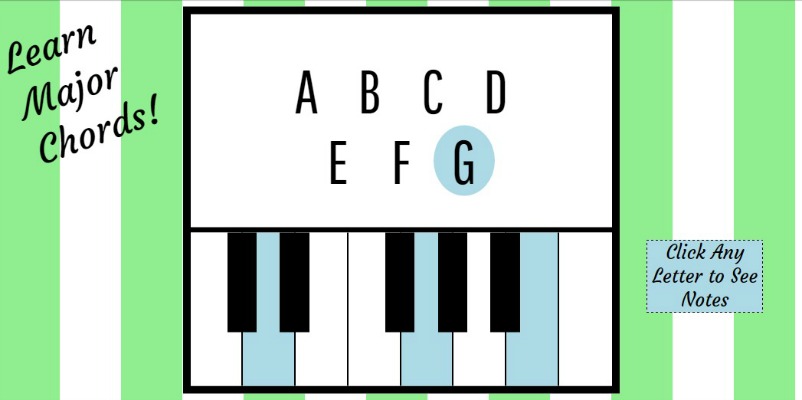 Learn
Major
Chords!
A B C D
E F G
Click Any
Letter to See
Notes